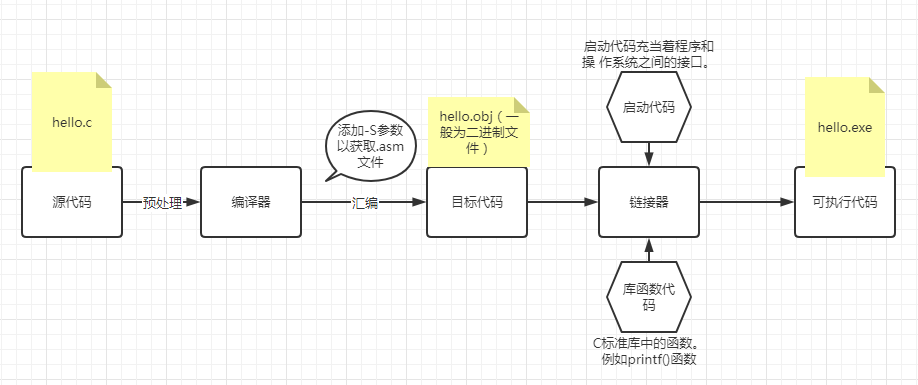 启动代码充当着程序和
操 作系统之间的接口。
hello.c
添加-S参数
以获取.asm
文件
hello.obj（一
般为二进制文
件）
启动代码
hello.exe
源代码
预处理
编译器
汇编
目标代码
链接器
可执行代码
库函数代
码
C标准库中的函数。
例如printf()函数